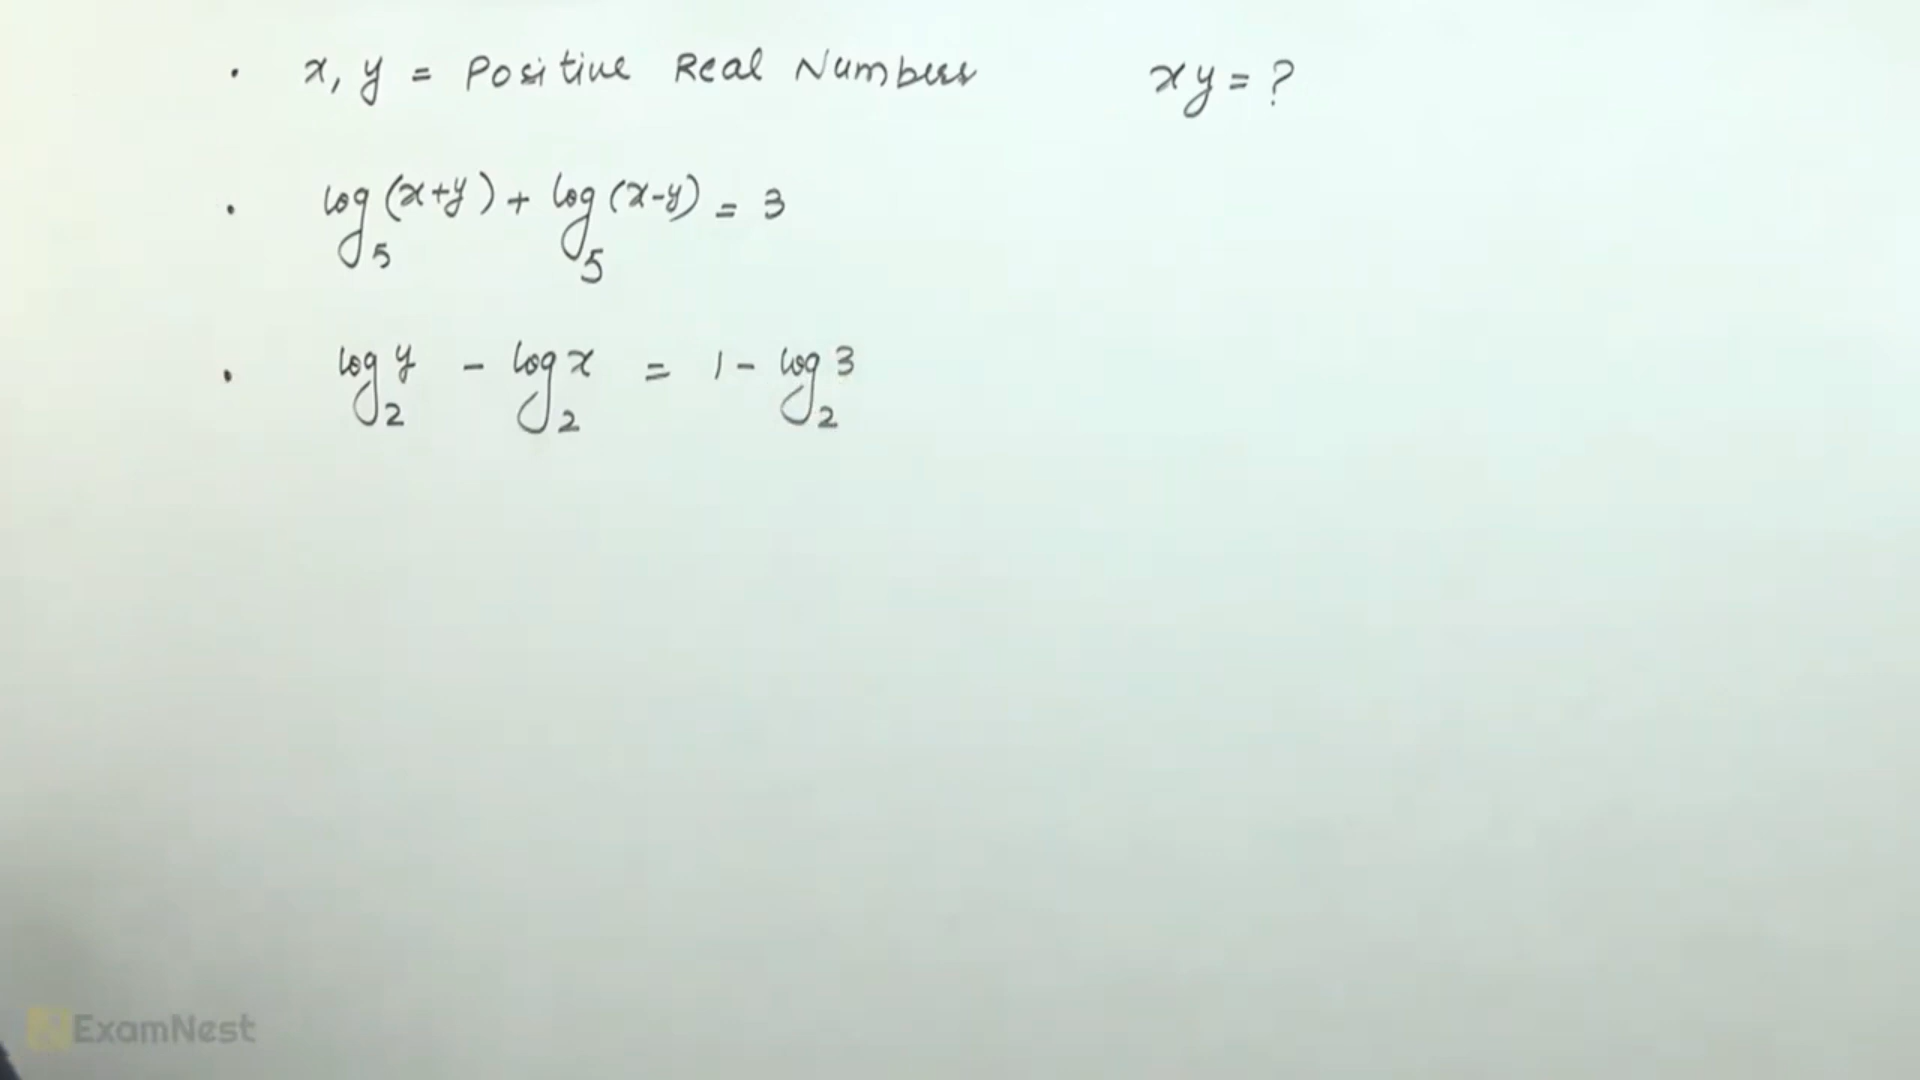 · x, y = Positive Real Numbers xy = ?
· log₅(x+y) + log₅(x-y) = 3
· log₂y - log₂x = 1 - log₂3
ExamNest